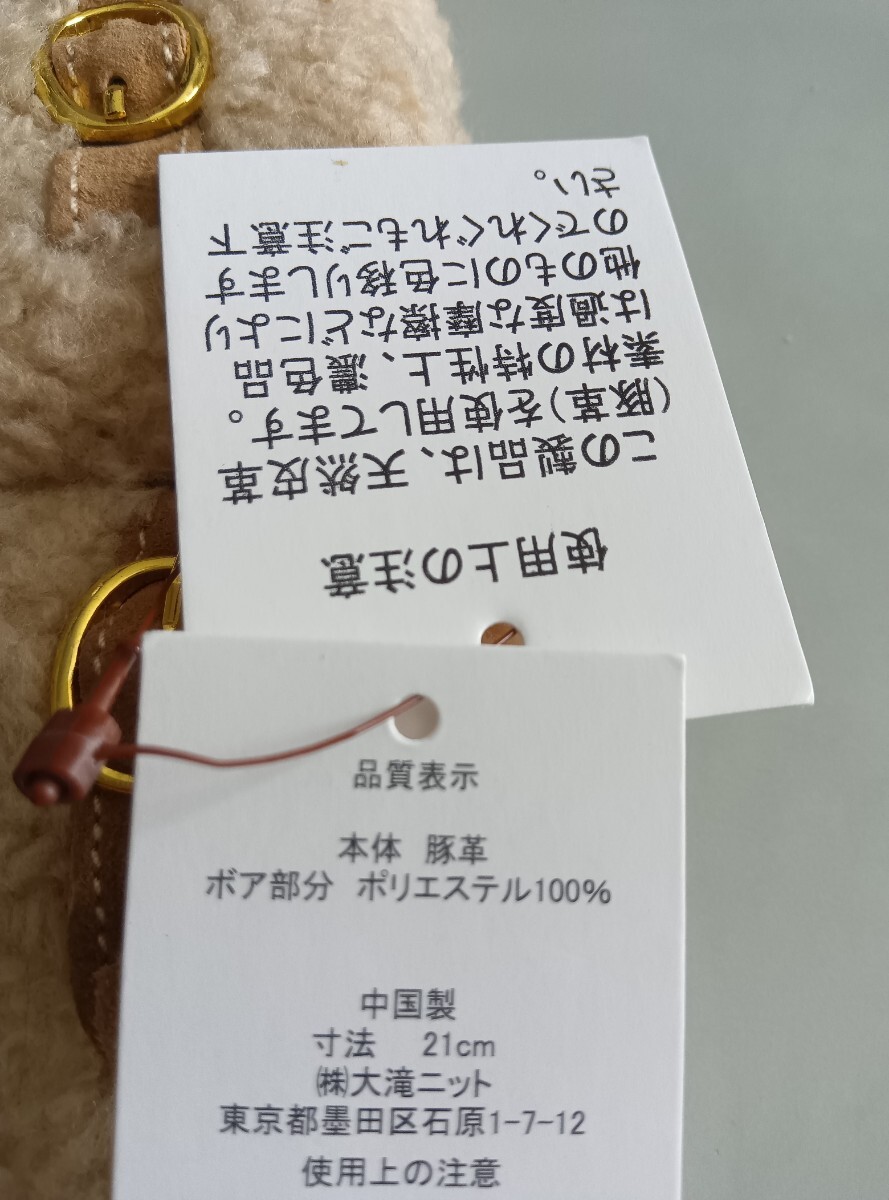 使用上の注意
この製品は、天然皮革
(豚革)を使用してます。
素材の特性上、濃色品
は過度な摩擦などにより
他のものに色移りします
のでくれぐれもご注意下
さい。
品質表示
本体 豚革
ボア部分 ポリエステル100%
中国製
寸法 21cm
㈱大滝ニット
東京都墨田区石原1-7-12
使用上の注意